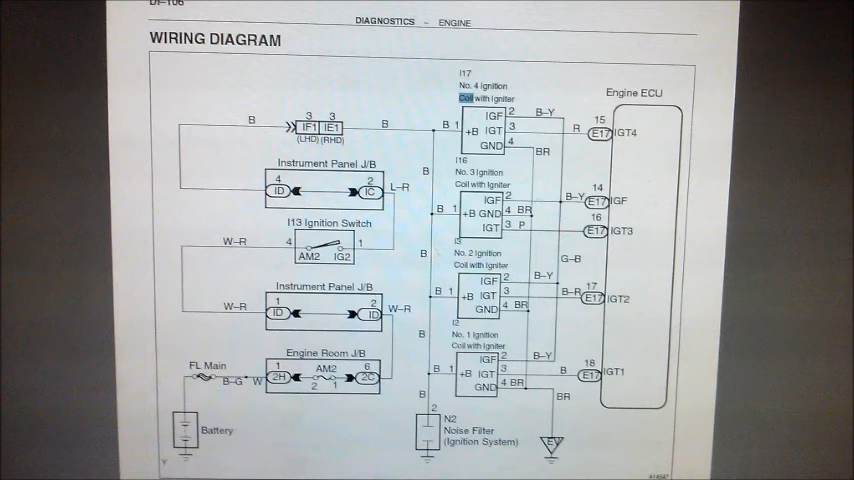 DI–106
DIAGNOSTICS – ENGINE
WIRING DIAGRAM
I17
No. 4 Ignition
Coil with Igniter
Engine ECU
B
3 3
IF1 IE1
(LHD) (RHD)
B
B 1
+B
IGF 2 B–Y
IGT 3 R
GND 4 BR
15
E17 IGT4
Instrument Panel J/B
4 2
ID IC
L–R
B
I16
No. 3 Ignition
Coil with Igniter
B 1
+B
IGF 2 B–Y
GND 4 BR
IGT 3 P
14
E17 IGF
16
E17 IGT3
I13 Ignition Switch
W–R 4 1
AM2 IG2
B
I3
No. 2 Ignition
Coil with Igniter
G–B
B 1
+B
IGF 2 B–Y
IGT 3 B–R
GND 4 BR
17
E17 IGT2
Instrument Panel J/B
W–R 1 2 W–R
ID ID
B
I2
No. 1 Ignition
Coil with Igniter
B 1
+B
IGF 2 B–Y
IGT 3 B
GND 4 BR
18
E17 IGT1
BR
Engine Room J/B
FL Main
B–G W
1 AM2 6
2H 2 1 2C
B
2
N2
Noise Filter
(Ignition System)
Battery
Y